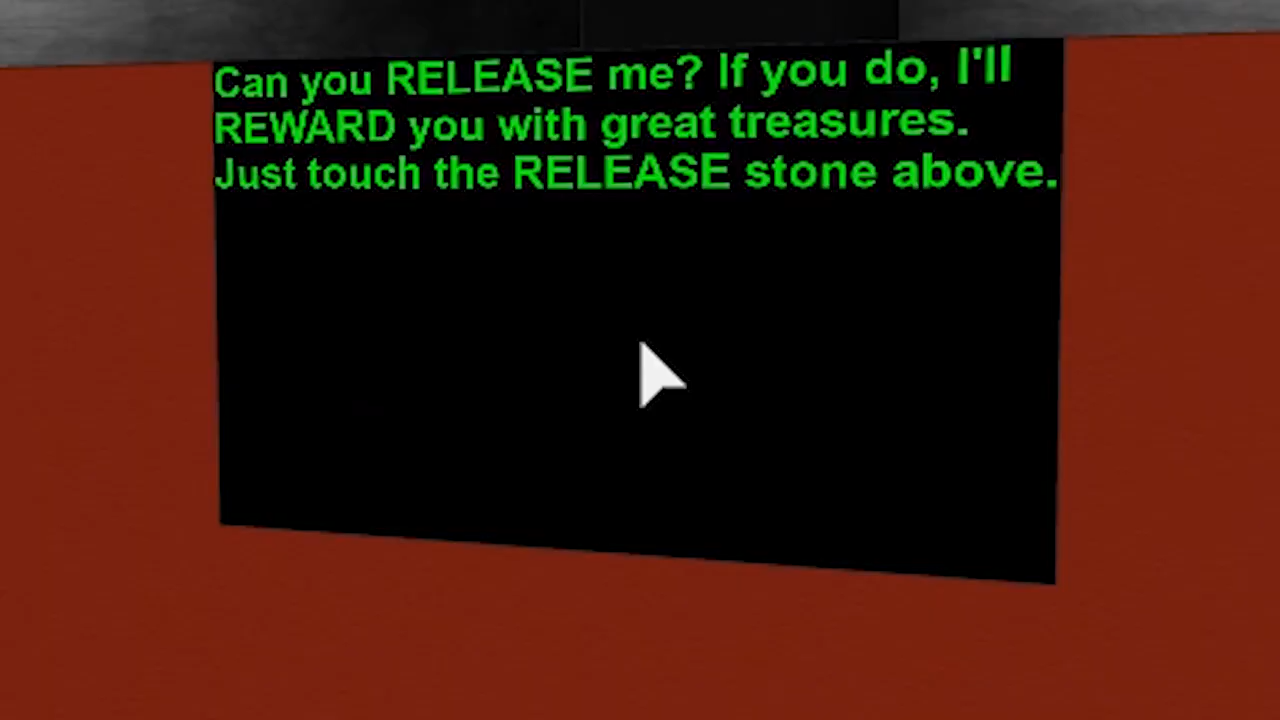 Can you RELEASE me? If you do, I'll
REWARD you with great treasures.
Just touch the RELEASE stone above.